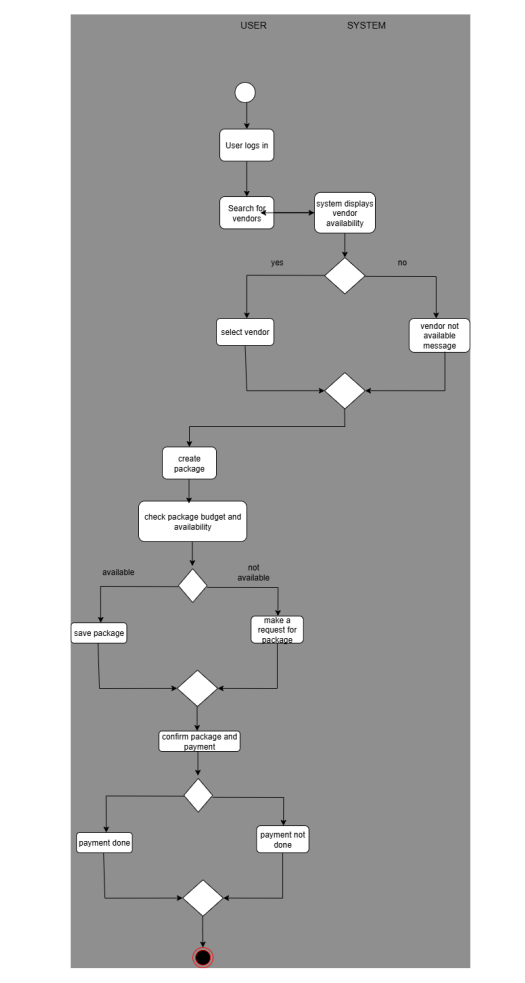 USER
SYSTEM
User logs in
Search for
vendors
system displays
vendor
availability
yes
no
select vendor
vendor not
available
message
create
package
check package budget and
availability
available
not
available
save package
make a
request for
package
confirm package and
payment
payment done
payment not
done